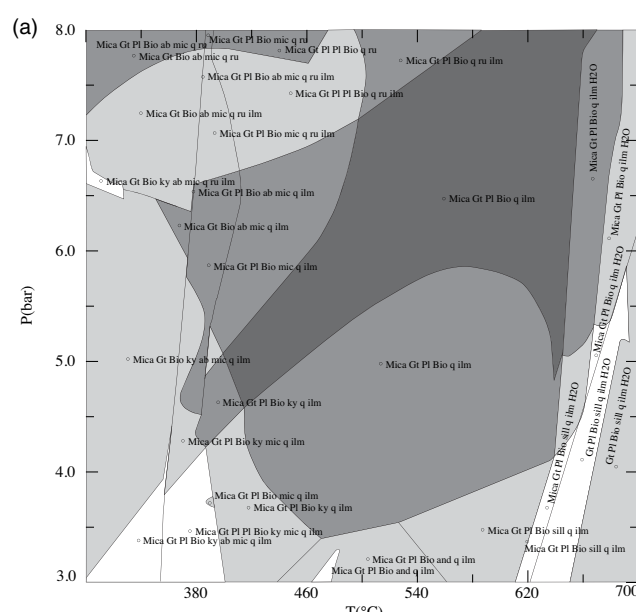 (a)
8.0
Mica Gt Pl Bio mic q ru
Mica Gt Pl Bio ab mic q ru
Mica Gt Pl Pl Bio q ru
Mica Gt Bio ab mic q ru
Mica Gt Pl Bio q ru ilm
Mica Gt Pl Bio ab mic q ru ilm
Mica Gt Pl Pl Bio q ru ilm
Mica Gt Bio ab mic q ru ilm
Mica Gt Pl Bio mic q ru ilm
7.0
Mica Gt Pl Bio q ilm H2O
Mica Gt Pl Bio q ilm H2O
Mica Gt Bio ky ab mic q ru ilm
Mica Gt Pl Bio ab mic q ilm
Mica Gt Pl Bio q ilm
Mica Gt Bio ab mic q ilm
6.0
Mica Gt Pl Bio mic q ilm
P(bar)
Mica Gt Pl Bio q ilm H2O
5.0
Mica Gt Bio ky ab mic q ilm
Mica Gt Pl Bio q ilm
Mica Gt Pl Bio ky q ilm
Mica Gt Pl Bio sill q ilm H2O
Gt Pl Bio sill q ilm H2O
Gt Pl Bio sill q ilm H2O
Mica Gt Pl Bio ky mic q ilm
4.0
Mica Gt Pl Bio mic q ilm
Mica Gt Pl Bio ky q ilm
Mica Gt Pl Pl Bio ky mic q ilm
Mica Gt Pl Bio ky ab mic q ilm
Mica Gt Pl Bio sill q ilm
Mica Gt Pl Bio sill q ilm
Mica Gt Pl Bio and q ilm
Mica Gt Pl Bio and q ilm
3.0
380 460 540 620 700
T(°C)